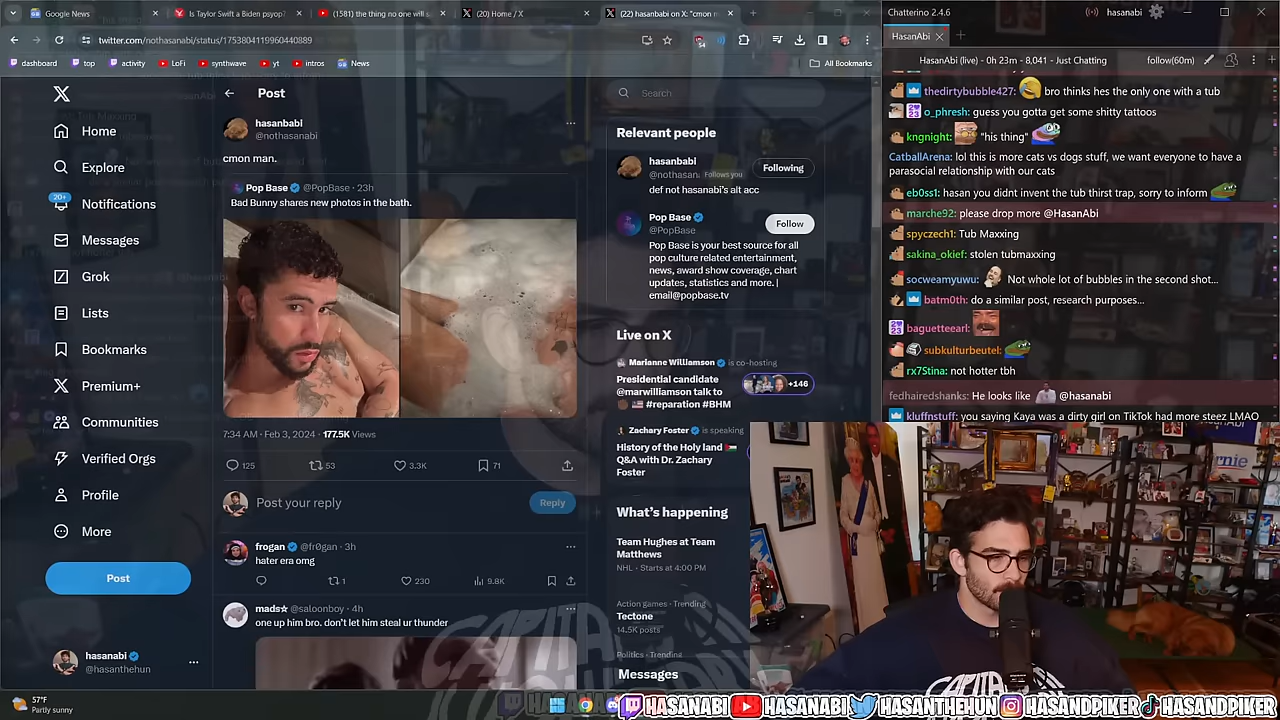 Google News
Is Taylor Swift a Biden psyop?
(1581) the thing no one will s
(20) Home / X
(22) hasanbabi on X: "cmon m
twitter.com/nothasanabi/status/1753804119960440889
dashboard
top
activity
LoFi
synthwave
yt
intros
News
All Bookmarks
Post
Search
Home
Explore
20+
Notifications
Messages
Grok
Lists
Bookmarks
Premium+
Communities
Verified Orgs
Profile
More
Post
hasanabi
@hasanthehun
hasanbabi
@nothasanabi
cmon man.
Pop Base @PopBase · 23h
Bad Bunny shares new photos in the bath.
7:34 AM · Feb 3, 2024 · 177.5K Views
125
53
3.3K
71
Post your reply
Reply
frogan @fr0gan · 3h
hater era omg
1
230
9.8K
mads☆ @saloonboy · 4h
one up him bro. don't let him steal ur thunder
Relevant people
hasanbabi
@nothasan Follows you
Following
def not hasanabi's alt acc
Pop Base
@PopBase
Follow
Pop Base is your best source for all
pop culture related entertainment,
news, award show coverage, chart
updates, statistics and more. |
email@popbase.tv
Live on X
Marianne Williamson is co-hosting
Presidential candidate
@marwilliamson talk to
#reparation #BHM
+146
Zachary Foster is speaking
History of the Holy land
Q&A with Dr. Zachary
Foster
What's happening
Team Hughes at Team
Matthews
NHL · Starts at 4:00 PM
Action games · Trending
Tectone
14.5K posts
Politics · Trending
Messages
Chatterino 2.4.6
hasanabi
HasanAbi
HasanAbi (live) - 0h 23m - 8,041 - Just Chatting
follow(60m)
thedirtybubble427: bro thinks hes the only one with a tub
o_phresh: guess you gotta get some shitty tattoos
kngnight: "his thing"
CatballArena: lol this is more cats vs dogs stuff, we want everyone to have a
parasocial relationship with our cats
eb0ss1: hasan you didnt invent the tub thirst trap, sorry to inform
marche92: please drop more @HasanAbi
spyczech1: Tub Maxxing
sakina_okief: stolen tubmaxxing
socweamyuwu: Not whole lot of bubbles in the second shot...
batm0th: do a similar post, research purposes...
baguetteearl:
subkulturbeutel:
rx7Stina: not hotter tbh
fedhairedshanks: He looks like @hasanabi
kluffnstuff: you saying Kaya was a dirty girl on TikTok had more steez LMAO
57°F
Partly sunny
HASANABI
HASANABI
HASANTHEHUN
HASANDPIKER
HASANDPIKER